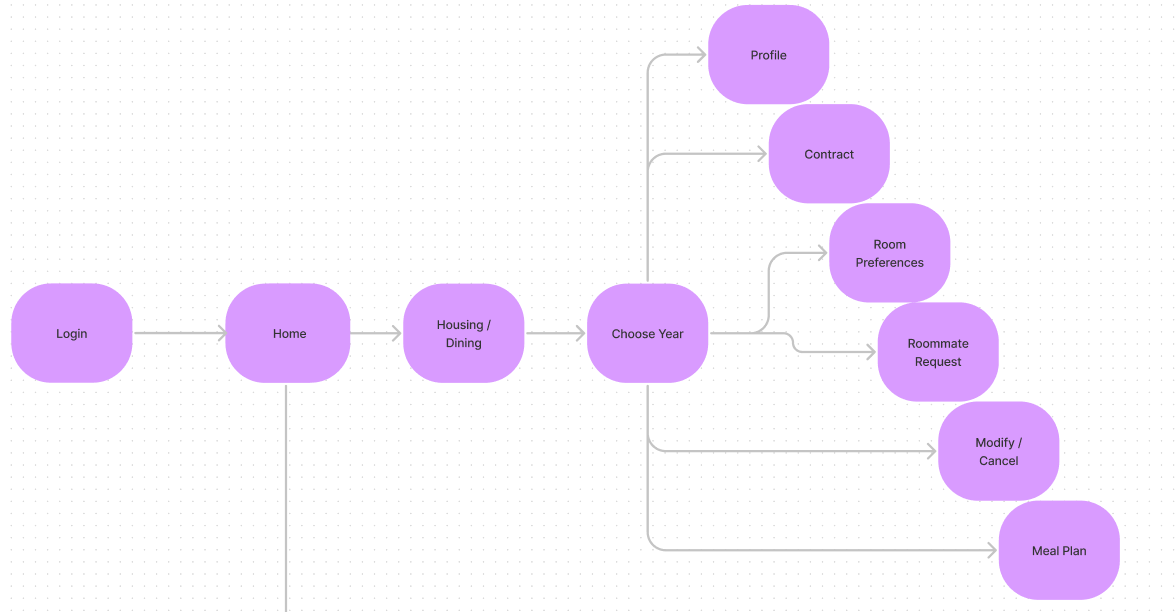 Profile
Contract
Room
Preferences
Login
Home
Housing /
Dining
Choose Year
Roommate
Request
Modify /
Cancel
Meal Plan